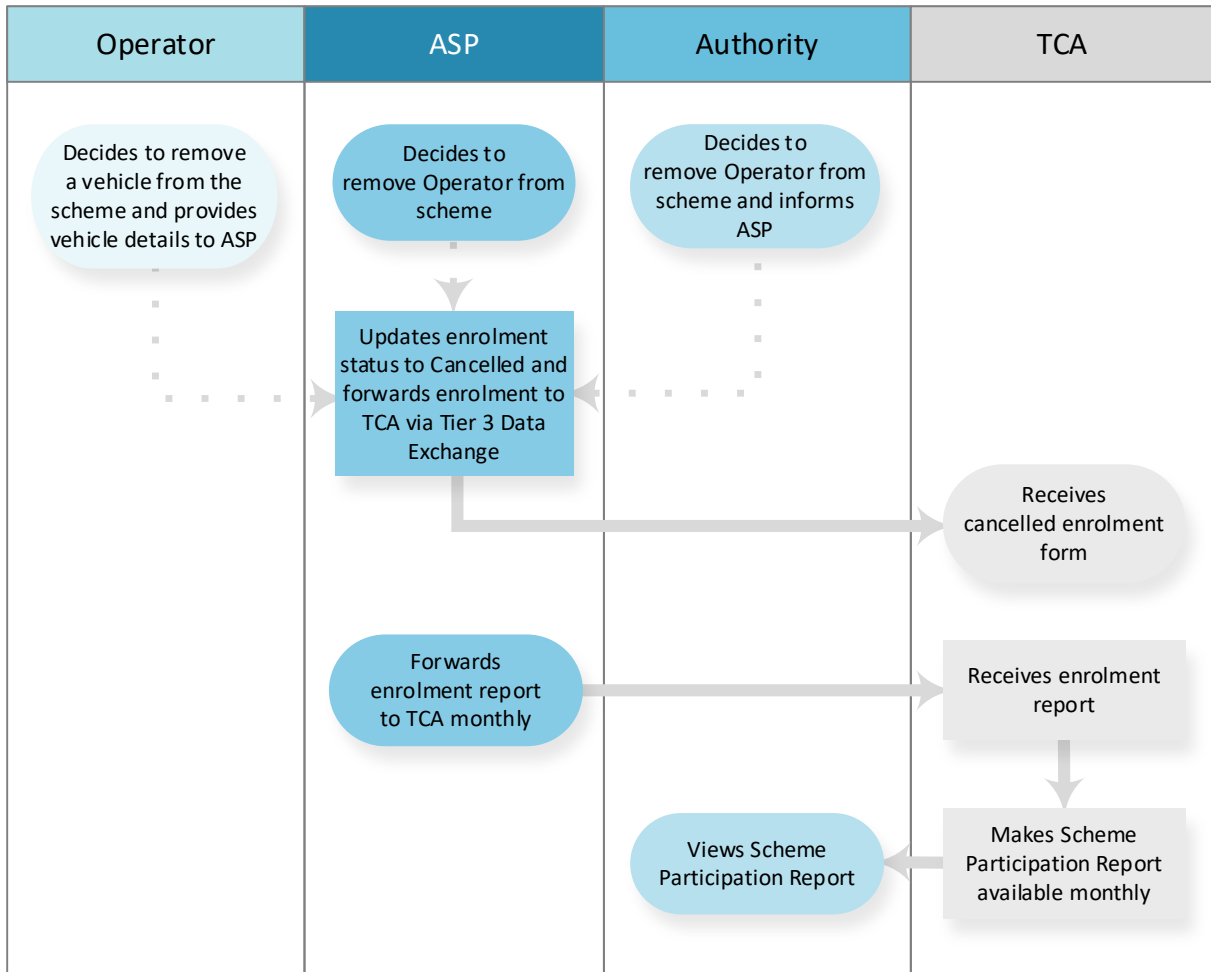 Operator
ASP
Authority
TCA
Decides to remove
a vehicle from the
scheme and provides
vehicle details to ASP
Decides to
remove Operator from
scheme
Decides to
remove Operator from
scheme and informs
ASP
Updates enrolment
status to Cancelled and
forwards enrolment to
TCA via Tier 3 Data
Exchange
Receives
cancelled enrolment
form
Forwards
enrolment report
to TCA monthly
Receives enrolment
report
Views Scheme
Participation Report
Makes Scheme
Participation Report
available monthly